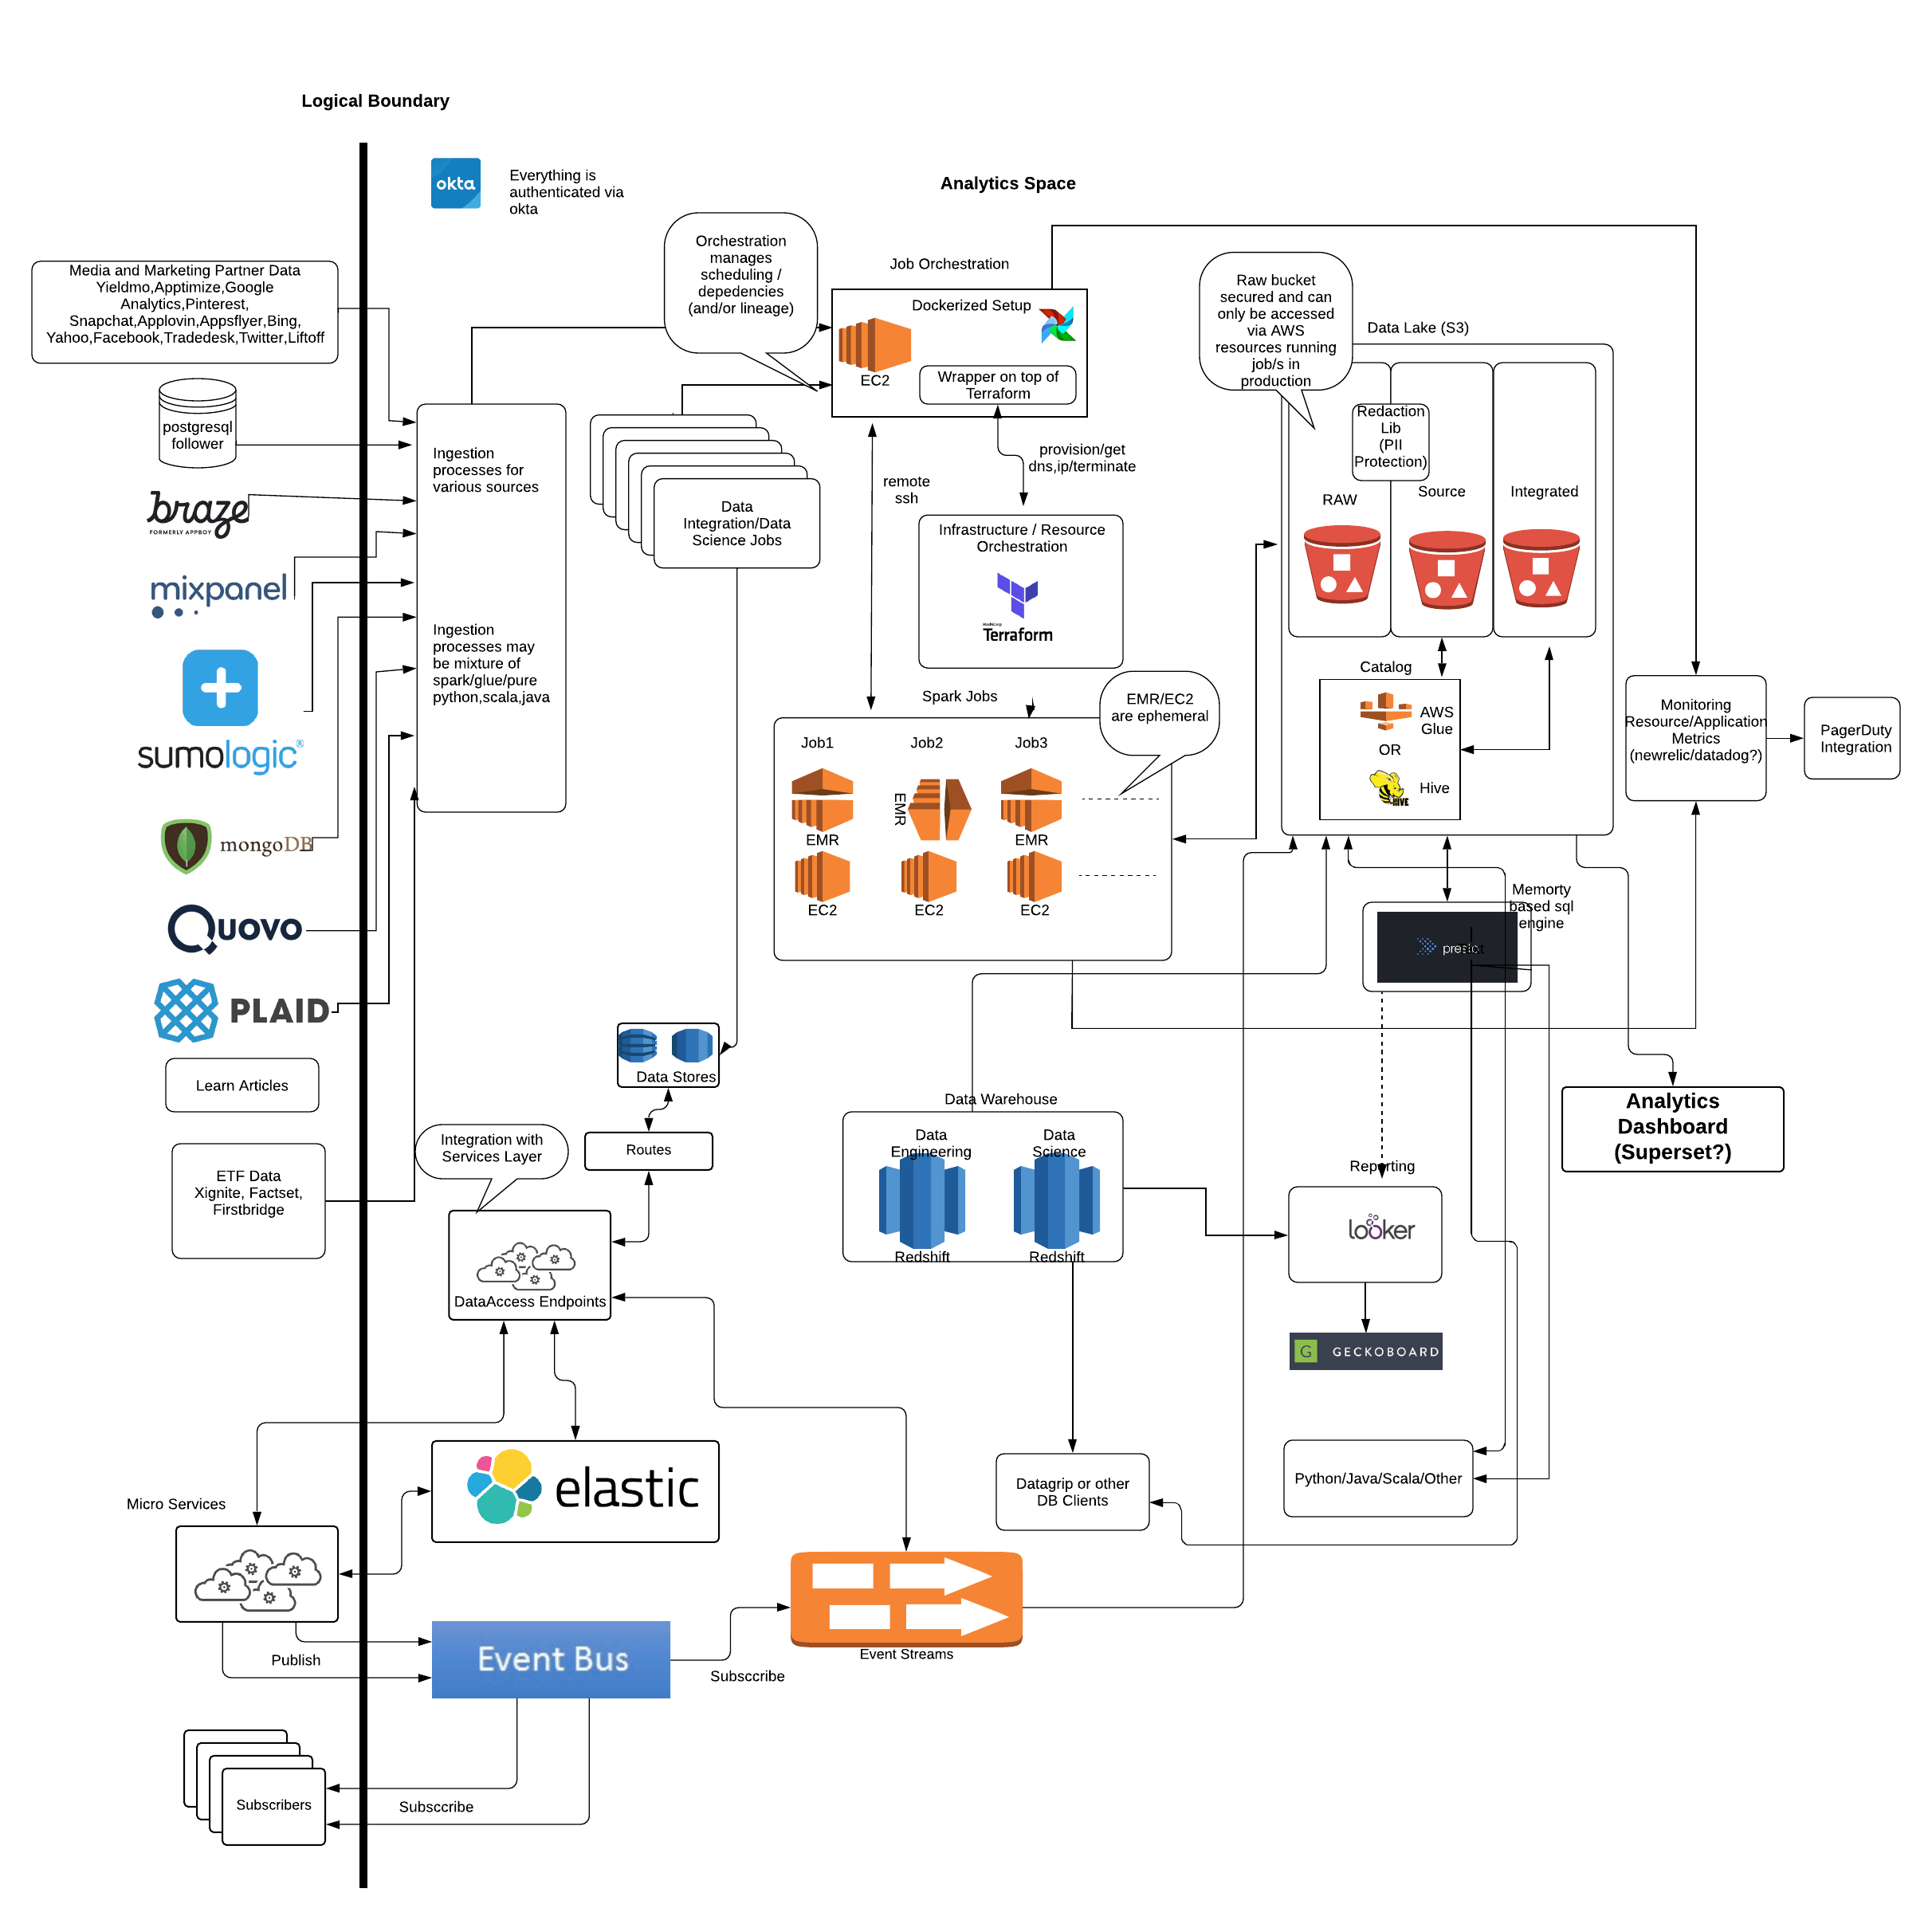 Logical Boundary
okta
Everything is
authenticated via
okta
Analytics Space
Media and Marketing Partner Data
Yieldmo,Apptimize,Google
Analytics,Pinterest,
Snapchat,Applovin,Appsflyer,Bing,
Yahoo,Facebook,Tradedesk,Twitter,Liftoff
postgresql
follower
braze
FORMERLY APPBOY
mixpanel
sumologic®
mongoDB
Quovo
PLAID
Learn Articles
ETF Data
Xignite, Factset,
Firstbridge
Ingestion
processes for
various sources
Ingestion
processes may
be mixture of
spark/glue/pure
python,scala,java
Orchestration
manages
scheduling /
depedencies
(and/or lineage)
Job Orchestration
Dockerized Setup
EC2
Wrapper on top of
Terraform
Data
Integration/Data
Science Jobs
remote
ssh
provision/get
dns,ip/terminate
Infrastructure / Resource
Orchestration
HashiCorp
Terraform
Spark Jobs
EMR/EC2
are ephemeral
Job1
Job2
Job3
EMR
EMR
EMR
EC2
EC2
EC2
Raw bucket
secured and can
only be accessed
via AWS
resources running
job/s in
production
Data Lake (S3)
Redaction
Lib
(PII
Protection)
RAW
Source
Integrated
Catalog
AWS
Glue
OR
HIVE
Hive
Monitoring
Resource/Application
Metrics
(newrelic/datadog?)
PagerDuty
Integration
Memorty
based sql
engine
Analytics
Dashboard
(Superset?)
Data Stores
Routes
Integration with
Services Layer
DataAccess Endpoints
Data Warehouse
Data
Engineering
Data
Science
Redshift
Redshift
Reporting
looker
G GECKOBOARD
Python/Java/Scala/Other
Datagrip or other
DB Clients
elastic
Micro Services
Publish
Event Bus
Subsccribe
Event Streams
Subscribers
Subsccribe